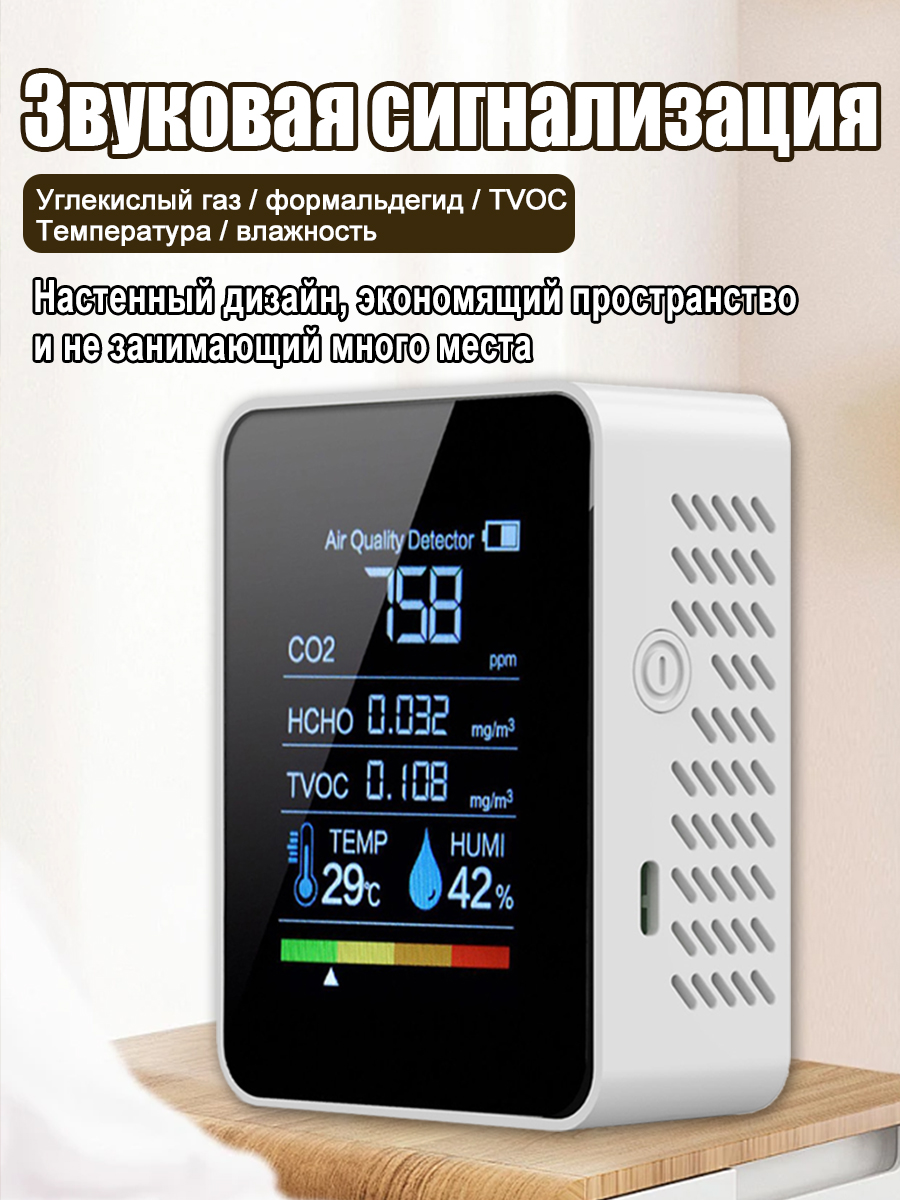 Звуковая сигнализация
Углекислый газ / формальдегид / TVOC
Температура / влажность
Настенный дизайн, экономящий пространство
и не занимающий много места
Air Quality Detector
758
CO2 ppm
HCHO 0.032 mg/m³
TVOC 0.108 mg/m³
TEMP HUMI
29°C 42%